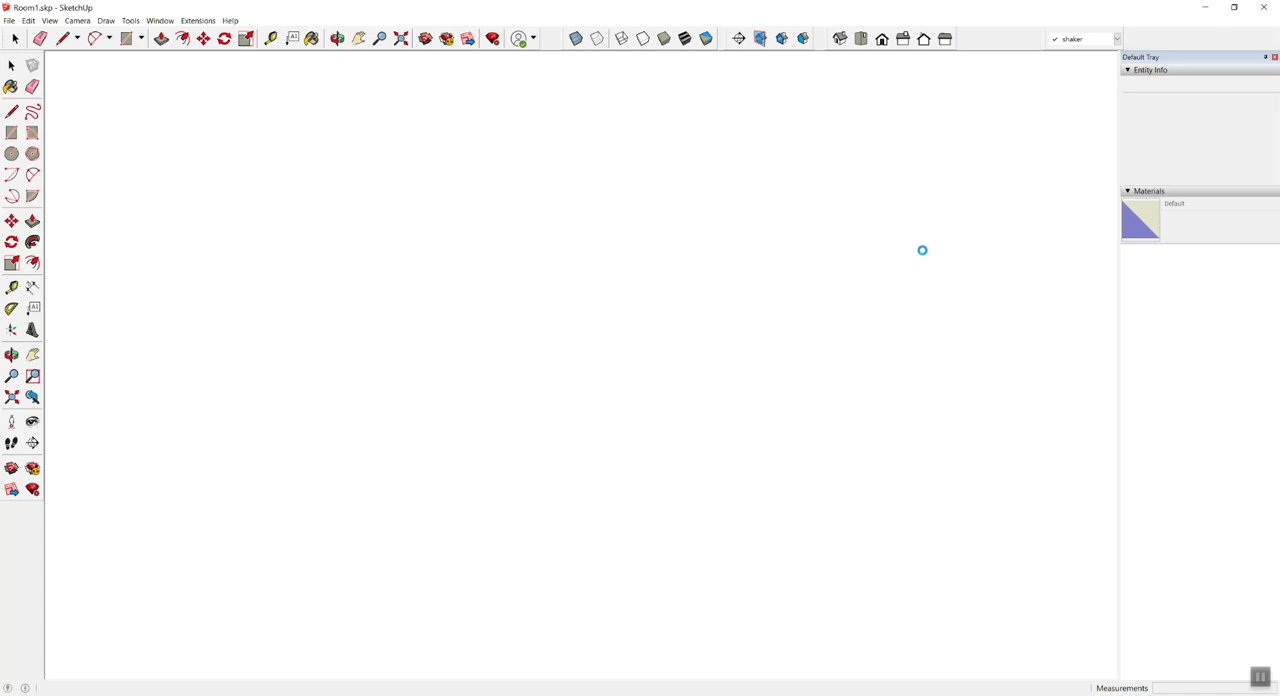 Room1.skp - SketchUp
File Edit View Camera Draw Tools Window Extensions Help
shaker
Default Tray
Entity Info
Materials
Default
Measurements